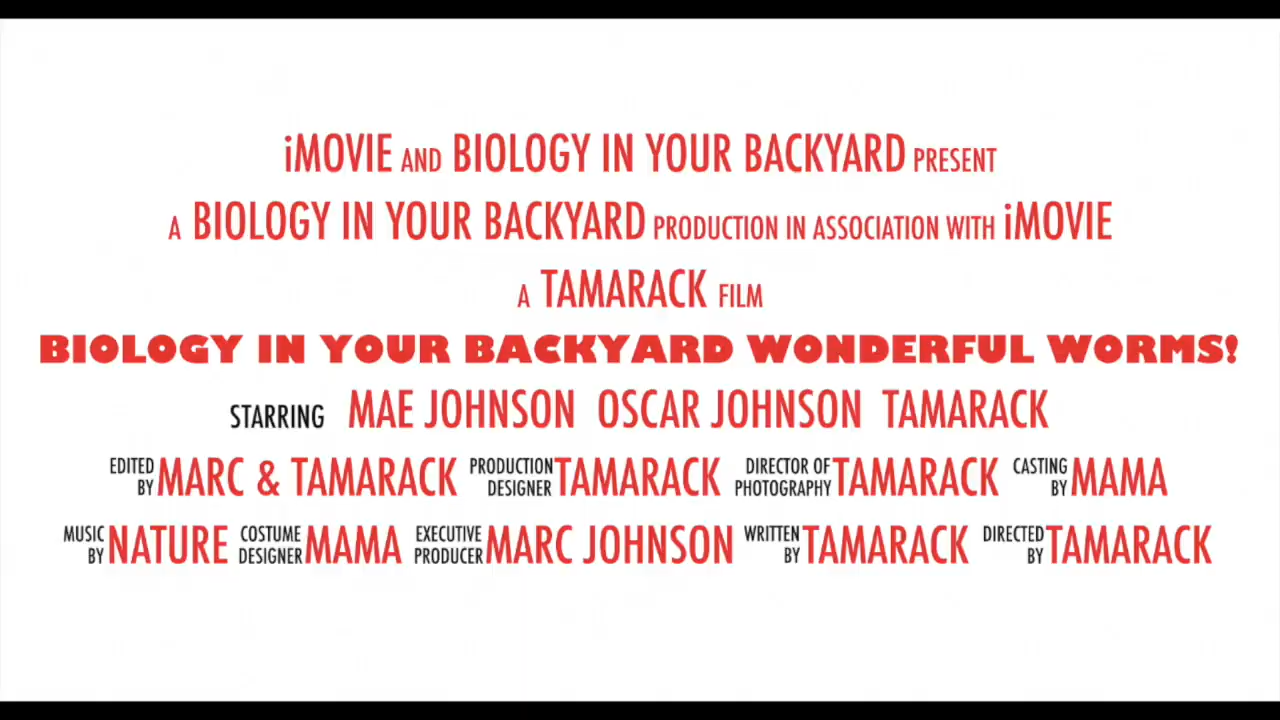 iMOVIE AND BIOLOGY IN YOUR BACKYARD PRESENT
A BIOLOGY IN YOUR BACKYARD PRODUCTION IN ASSOCIATION WITH iMOVIE
A TAMARACK FILM
BIOLOGY IN YOUR BACKYARD WONDERFUL WORMS!
STARRING MAE JOHNSON OSCAR JOHNSON TAMARACK
EDITED BY MARC & TAMARACK PRODUCTION DESIGNER TAMARACK DIRECTOR OF PHOTOGRAPHY TAMARACK CASTING BY MAMA
MUSIC BY NATURE COSTUME DESIGNER MAMA EXECUTIVE PRODUCER MARC JOHNSON WRITTEN BY TAMARACK DIRECTED BY TAMARACK